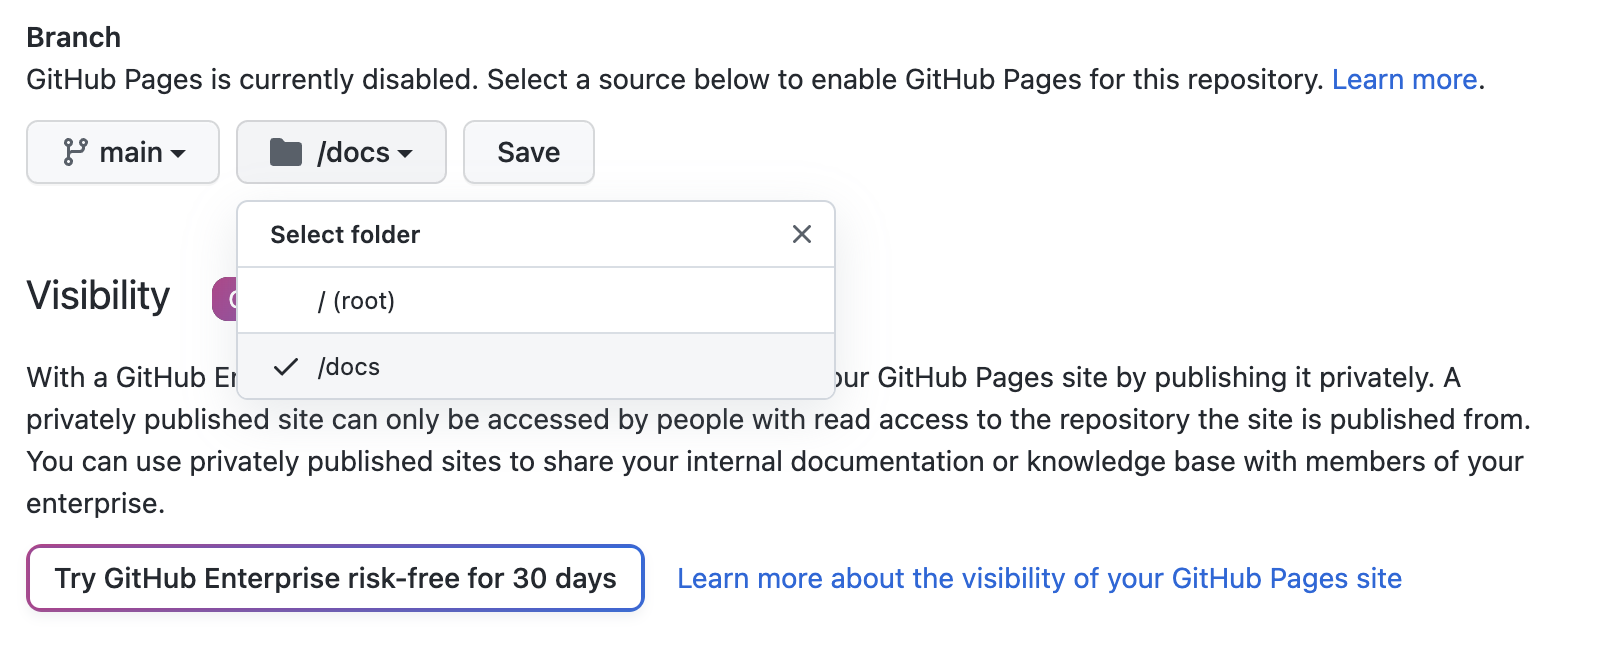 Branch
GitHub Pages is currently disabled. Select a source below to enable GitHub Pages for this repository. Learn more.
main /docs Save
Select folder
/ (root)
Visibility
/docs
With a GitHub our GitHub Pages site by publishing it privately. A
privately published site can only be accessed by people with read access to the repository the site is published from.
You can use privately published sites to share your internal documentation or knowledge base with members of your
enterprise.
Try GitHub Enterprise risk-free for 30 days Learn more about the visibility of your GitHub Pages site